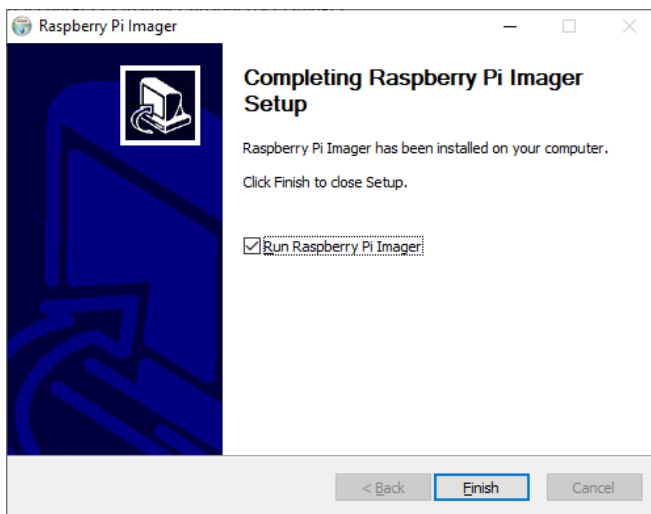 Raspberry Pi Imager
Completing Raspberry Pi Imager
Setup
Raspberry Pi Imager has been installed on your computer.
Click Finish to close Setup.
Run Raspberry Pi Imager
< Back
Finish
Cancel